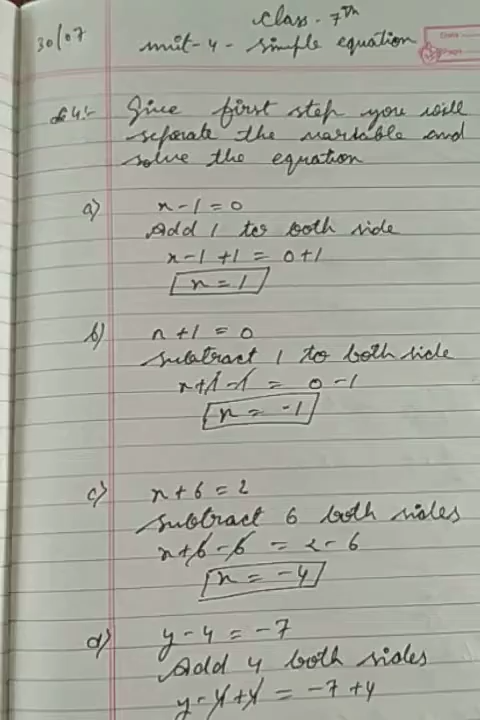 Class - 7th
30/07
unit - 4 - simple equation
Date
Page
Give first step you will
separate the variable and
solve the equation
a) x - 1 = 0
Add 1 to both side
x - 1 + 1 = 0 + 1
x = 1
b) x + 1 = 0
Subtract 1 to both side
x + 1 - 1 = 0 - 1
x = -1
c) x + 6 = 2
Subtract 6 both sides
x + 6 - 6 = 2 - 6
x = -4
d) y - 4 = -7
Add 4 both sides
y - 4 + 4 = -7 + 4